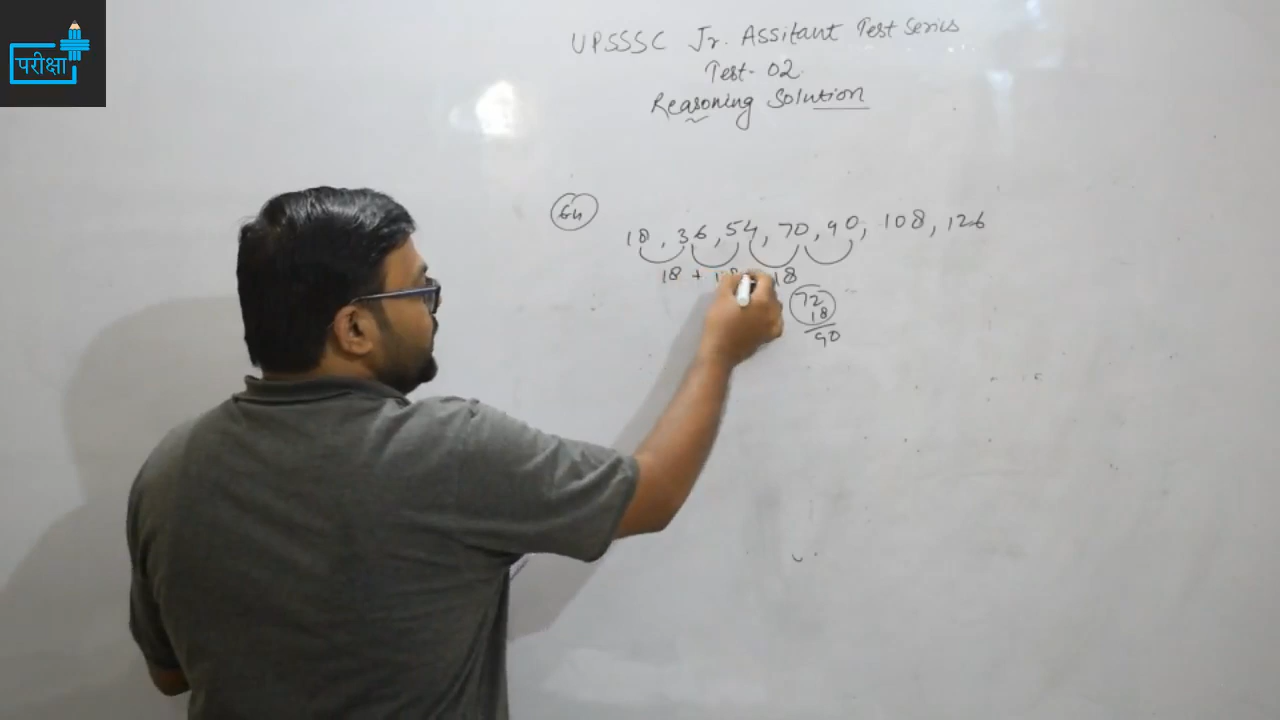 परीक्षा
UPSSSC Jr. Assitant Test Series
Test-02.
Reasoning Solution
64
18, 36, 54, 70, 90, 108, 126
18 + 18 18
72
18
90